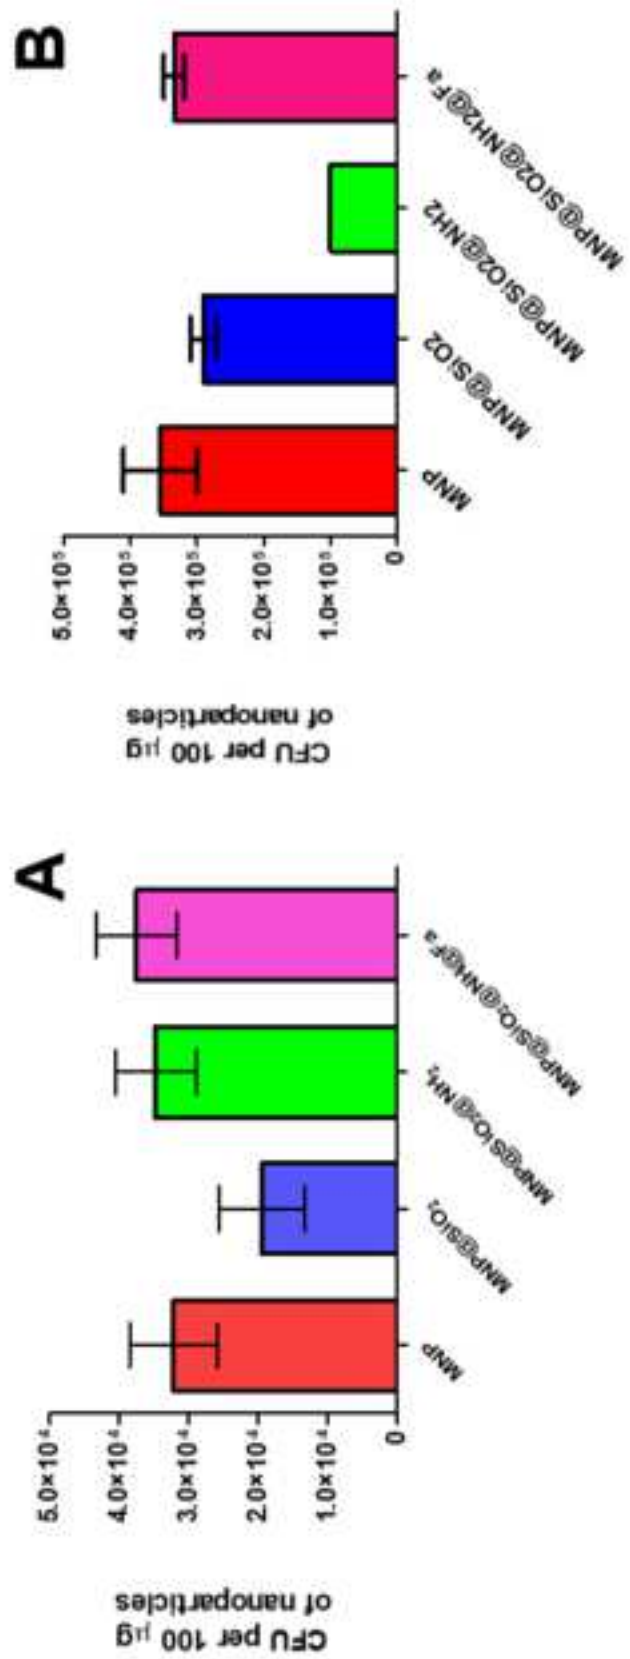 A
CFU per 100 µg
of nanoparticles
5.0×10⁴
4.0×10⁴
3.0×10⁴
2.0×10⁴
1.0×10⁴
0
MNP
MNP@SiO₂
MNP@SiO₂@NH₂
MNP@SiO₂@NH@Fa
B
CFU per 100 µg
of nanoparticles
5.0×10⁵
4.0×10⁵
3.0×10⁵
2.0×10⁵
1.0×10⁵
0
MNP
MNP@SiO2
MNP@SiO2@NH2
MNP@SiO2@NH2@Fa